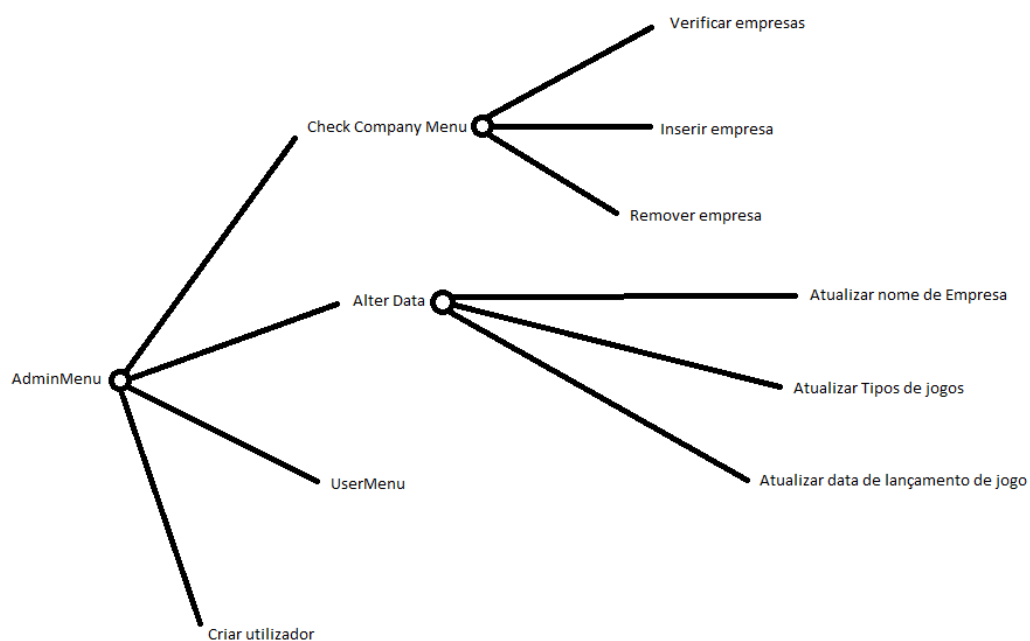 Verificar empresas
Check Company Menu
Inserir empresa
Remover empresa
Alter Data
Atualizar nome de Empresa
AdminMenu
Atualizar Tipos de jogos
UserMenu
Atualizar data de lançamento de jogo
Criar utilizador